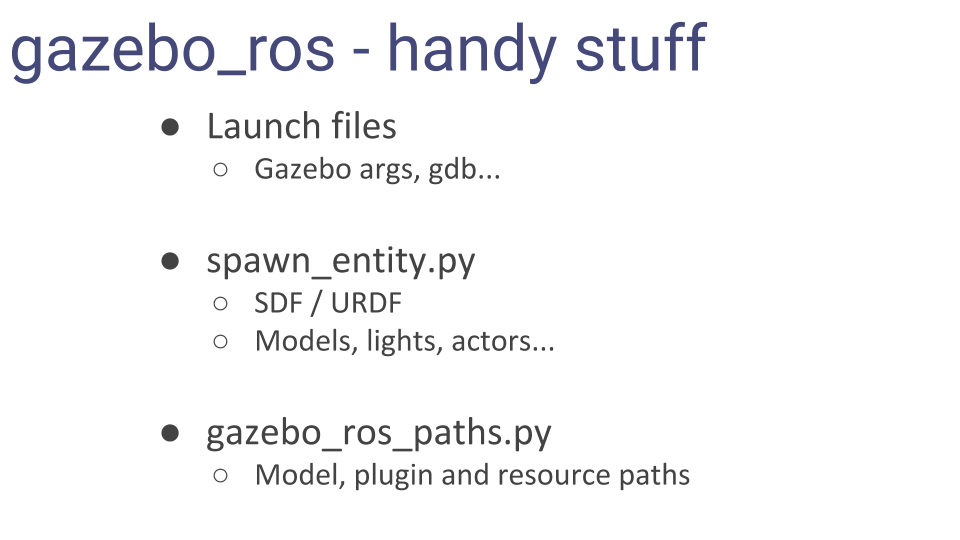 gazebo_ros - handy stuff
● Launch files
○ Gazebo args, gdb...
● spawn_entity.py
○ SDF / URDF
○ Models, lights, actors...
● gazebo_ros_paths.py
○ Model, plugin and resource paths